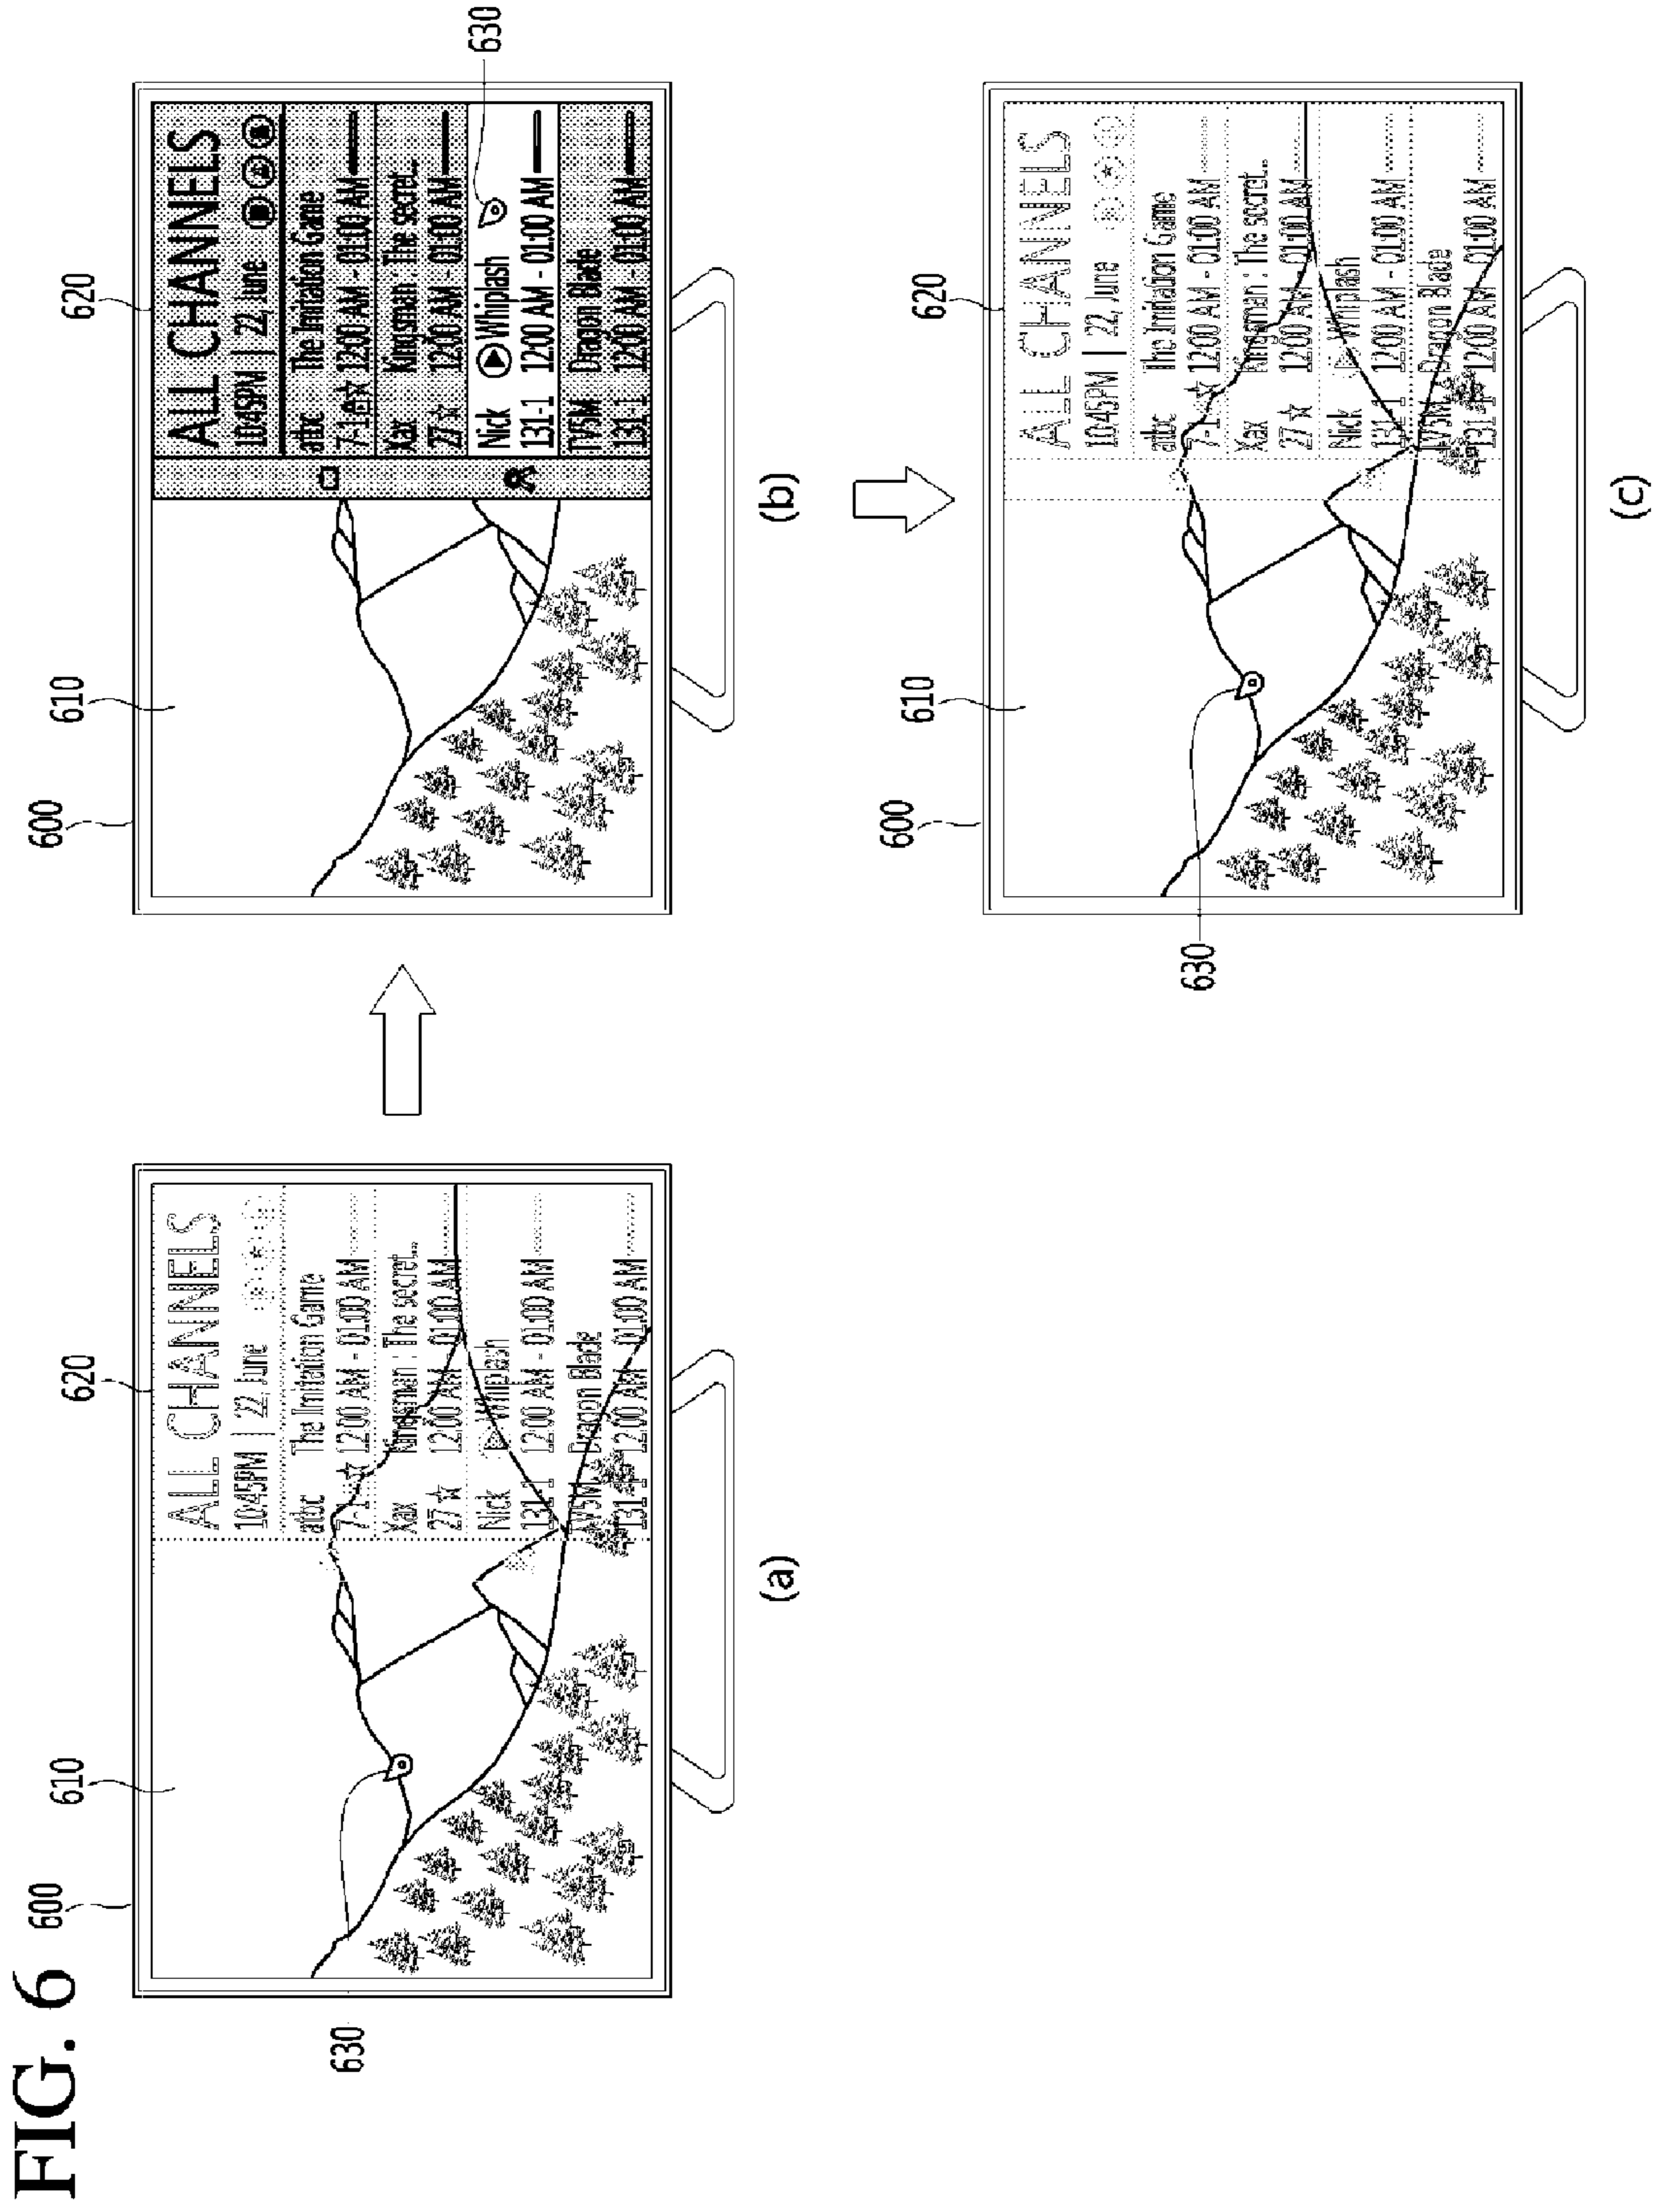 FIG. 6
600
610
620
630
ALL CHANNELS
10:45PM | 22, June
atbc The Imitation Game
7-1 ☆ 12:00 AM - 01:00 AM
Xax Kingsman : The secret...
27 ☆ 12:00 AM - 01:00 AM
Nick Whiplash
131-1 12:00 AM - 01:00 AM
TV5M Dragon Blade
131-1 12:00 AM - 01:00 AM
(a)
600
610
620
630
ALL CHANNELS
10:45PM | 22, June
atbc The Imitation Game
☆ 12:00 AM - 01:00 AM
Xax Kingsman : The secret...
27 ☆ 12:00 AM - 01:00 AM
Nick Whiplash
131-1 12:00 AM - 01:00 AM
TV5M Dragon Blade
131-1 12:00 AM - 01:00 AM
(b)
600
610
620
630
ALL CHANNELS
10:45PM | 22, June
atbc The Imitation Game
7-1 ☆ 12:00 AM - 01:00 AM
Xax Kingsman : The secret...
27 ☆ 12:00 AM - 01:00 AM
Nick Whiplash
131-1 12:00 AM - 01:00 AM
TV5M Dragon Blade
131-1 12:00 AM - 01:00 AM
(c)